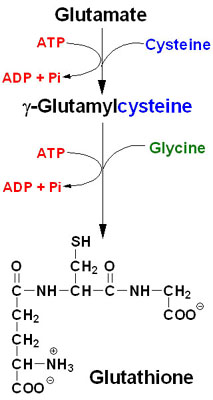 Glutamate
ATP
Cysteine
ADP + Pi
γ-Glutamylcysteine
ATP
Glycine
ADP + Pi
SH
O CH₂ O
C—NH—CH—C—NH—CH₂
CH₂ COO⊖
CH₂
CH—NH₃⊕
COO⊖
Glutathione